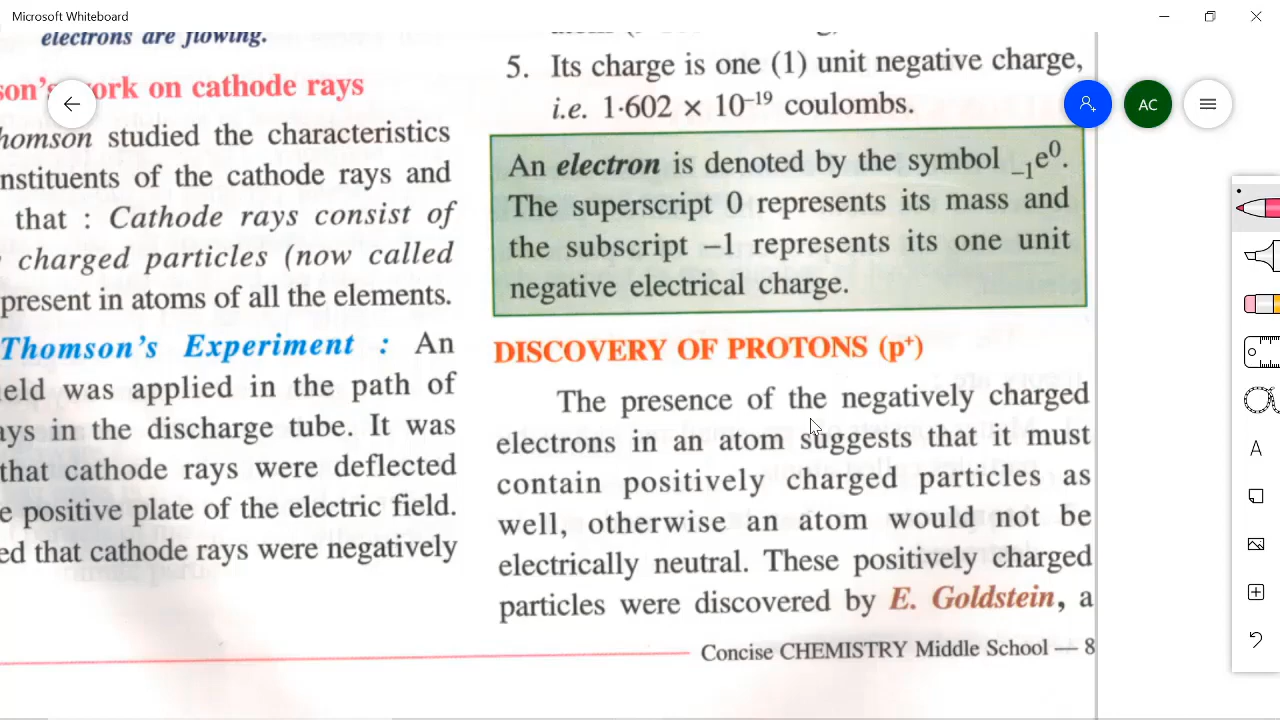 Microsoft Whiteboard
electrons are flowing.
son's work on cathode rays
homson studied the characteristics
nstituents of the cathode rays and
that : Cathode rays consist of
charged particles (now called
present in atoms of all the elements.
Thomson's Experiment : An
ield was applied in the path of
ays in the discharge tube. It was
that cathode rays were deflected
e positive plate of the electric field.
ed that cathode rays were negatively
5. Its charge is one (1) unit negative charge,
i.e. 1·602 × 10⁻¹⁹ coulombs.
An electron is denoted by the symbol ₋₁e⁰.
The superscript 0 represents its mass and
the subscript –1 represents its one unit
negative electrical charge.
DISCOVERY OF PROTONS (p⁺)
The presence of the negatively charged
electrons in an atom suggests that it must
contain positively charged particles as
well, otherwise an atom would not be
electrically neutral. These positively charged
particles were discovered by E. Goldstein, a
Concise CHEMISTRY Middle School — 8
AC
A